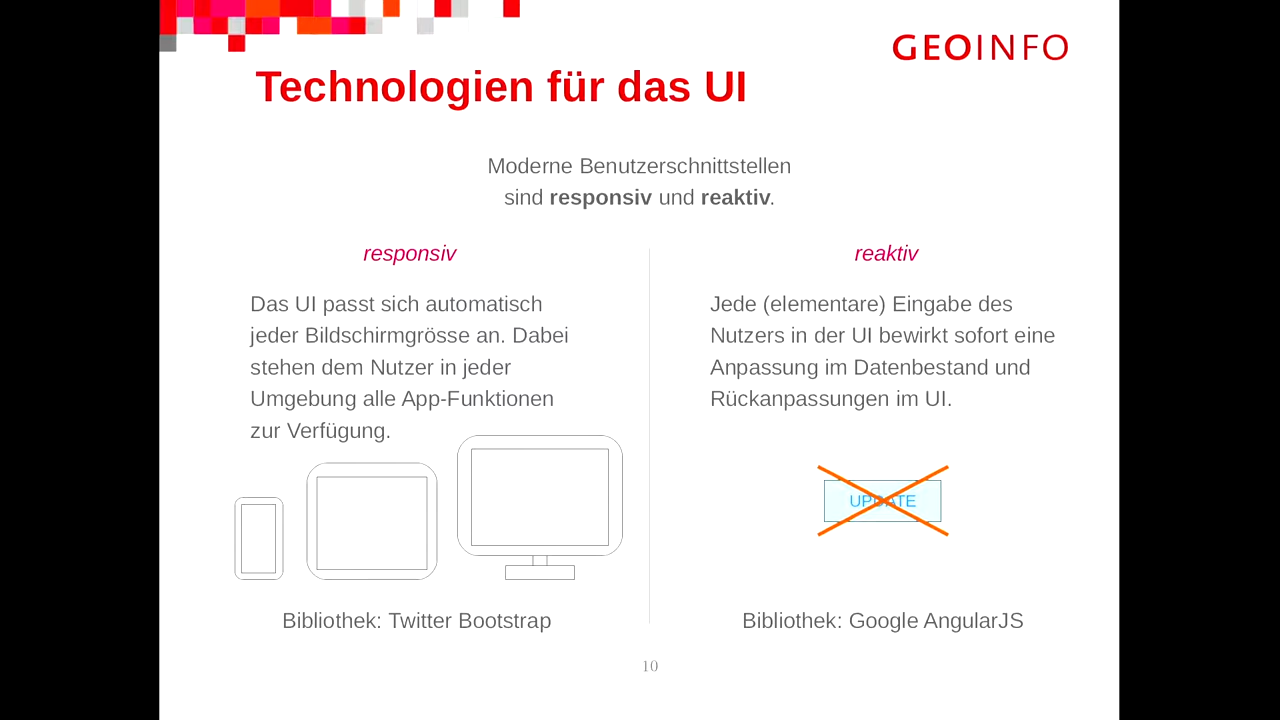 GEOINFO
Technologien für das UI
Moderne Benutzerschnittstellen
sind responsiv und reaktiv.
responsiv
Das UI passt sich automatisch
jeder Bildschirmgrösse an. Dabei
stehen dem Nutzer in jeder
Umgebung alle App-Funktionen
zur Verfügung.
Bibliothek: Twitter Bootstrap
reaktiv
Jede (elementare) Eingabe des
Nutzers in der UI bewirkt sofort eine
Anpassung im Datenbestand und
Rückanpassungen im UI.
UPDATE
Bibliothek: Google AngularJS
10